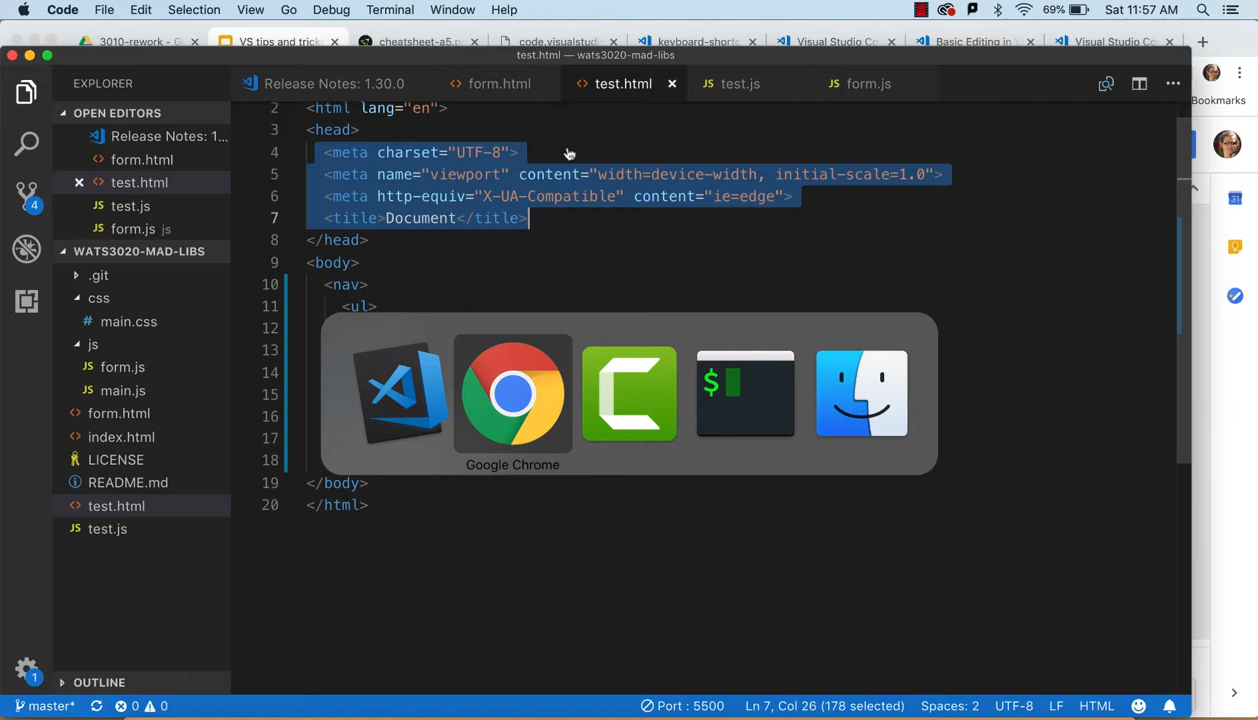 Code File Edit Selection View Go Debug Terminal Window Help 69% Sat 11:57 AM
3010-rework - G VS tips and trick cheatsheet-a5.p code.visualstudi keyboard-short Visual Studio Co Basic Editing in V Visual Studio Co
test.html — wats3020-mad-libs
EXPLORER
Release Notes: 1.30.0 form.html test.html test.js form.js
Bookmarks
OPEN EDITORS
Release Notes: 1...
form.html
test.html
test.js
form.js js
WATS3020-MAD-LIBS
.git
css
main.css
js
form.js
main.js
form.html
index.html
LICENSE
README.md
test.html
test.js
OUTLINE
4
1
2 <html lang="en">
3 <head>
4 <meta charset="UTF-8">
5 <meta name="viewport" content="width=device-width, initial-scale=1.0">
6 <meta http-equiv="X-UA-Compatible" content="ie=edge">
7 <title>Document</title>
8 </head>
9 <body>
10 <nav>
11 <ul>
12
13
14
15
16
17
18
19 </body>
20 </html>
$
Google Chrome
31
master* 0 0 Port : 5500 Ln 7, Col 26 (178 selected) Spaces: 2 UTF-8 LF HTML